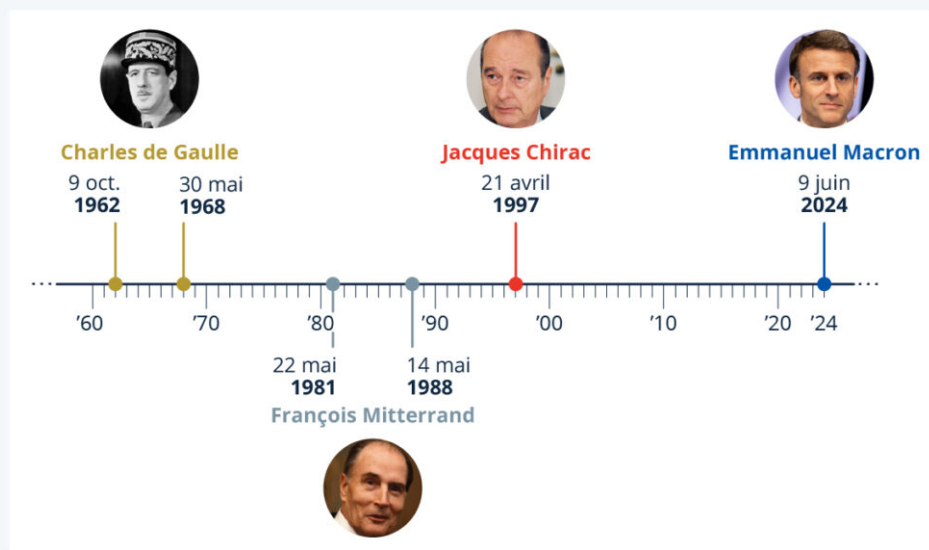 Charles de Gaulle
9 oct.
1962
30 mai
1968
Jacques Chirac
21 avril
1997
Emmanuel Macron
9 juin
2024
’60
’70
’80
’90
’00
’10
’20
’24
22 mai
1981
14 mai
1988
François Mitterrand